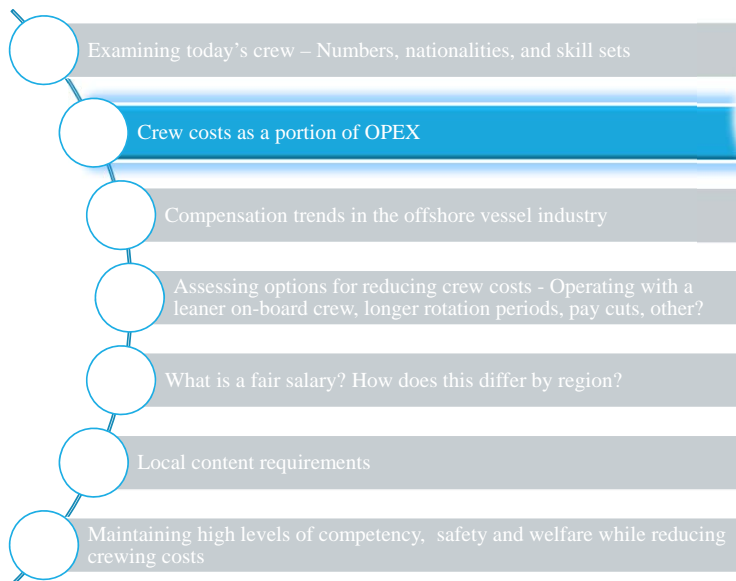 Examining today's crew – Numbers, nationalities, and skill sets
Crew costs as a portion of OPEX
Compensation trends in the offshore vessel industry
Assessing options for reducing crew costs - Operating with a
leaner on-board crew, longer rotation periods, pay cuts, other?
What is a fair salary? How does this differ by region?
Local content requirements
Maintaining high levels of competency,  safety and welfare while reducing
crewing costs